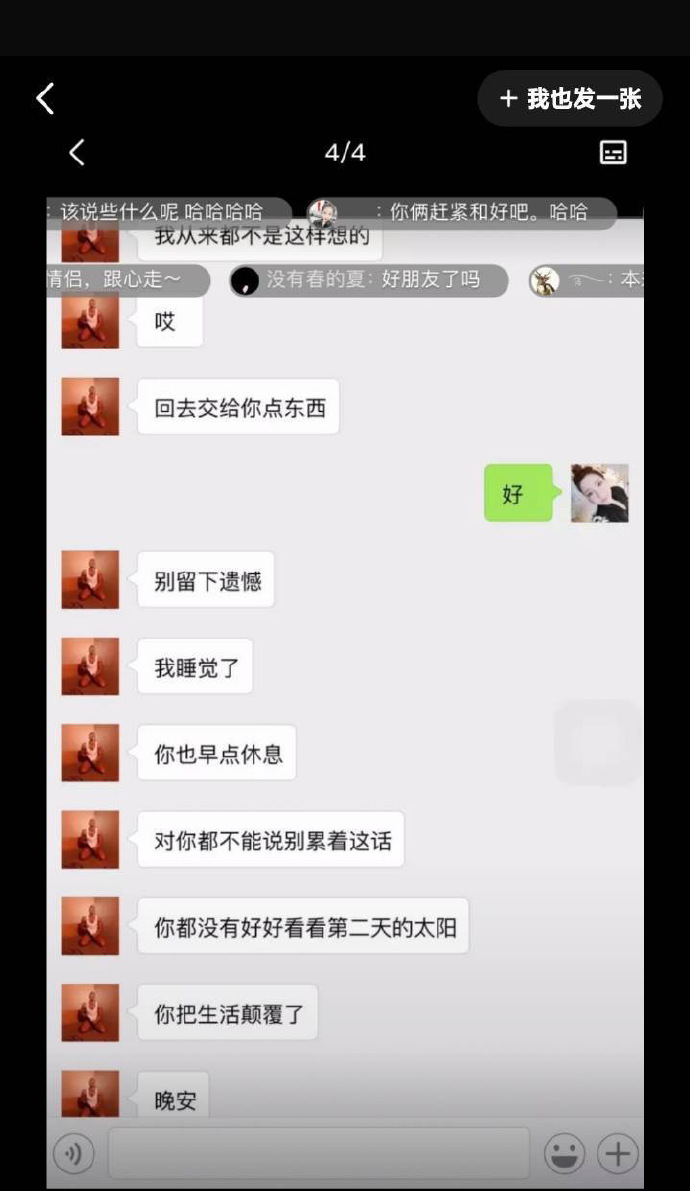 + 我也发一张
4/4
: 该说些什么呢 哈哈哈哈
: 你俩赶紧和好吧。哈哈
我从来都不是这样想的
情侣，跟心走～
没有春的夏: 好朋友了吗
: 本
哎
回去交给你点东西
好
别留下遗憾
我睡觉了
你也早点休息
对你都不能说别累着这话
你都没有好好看看第二天的太阳
你把生活颠覆了
晚安